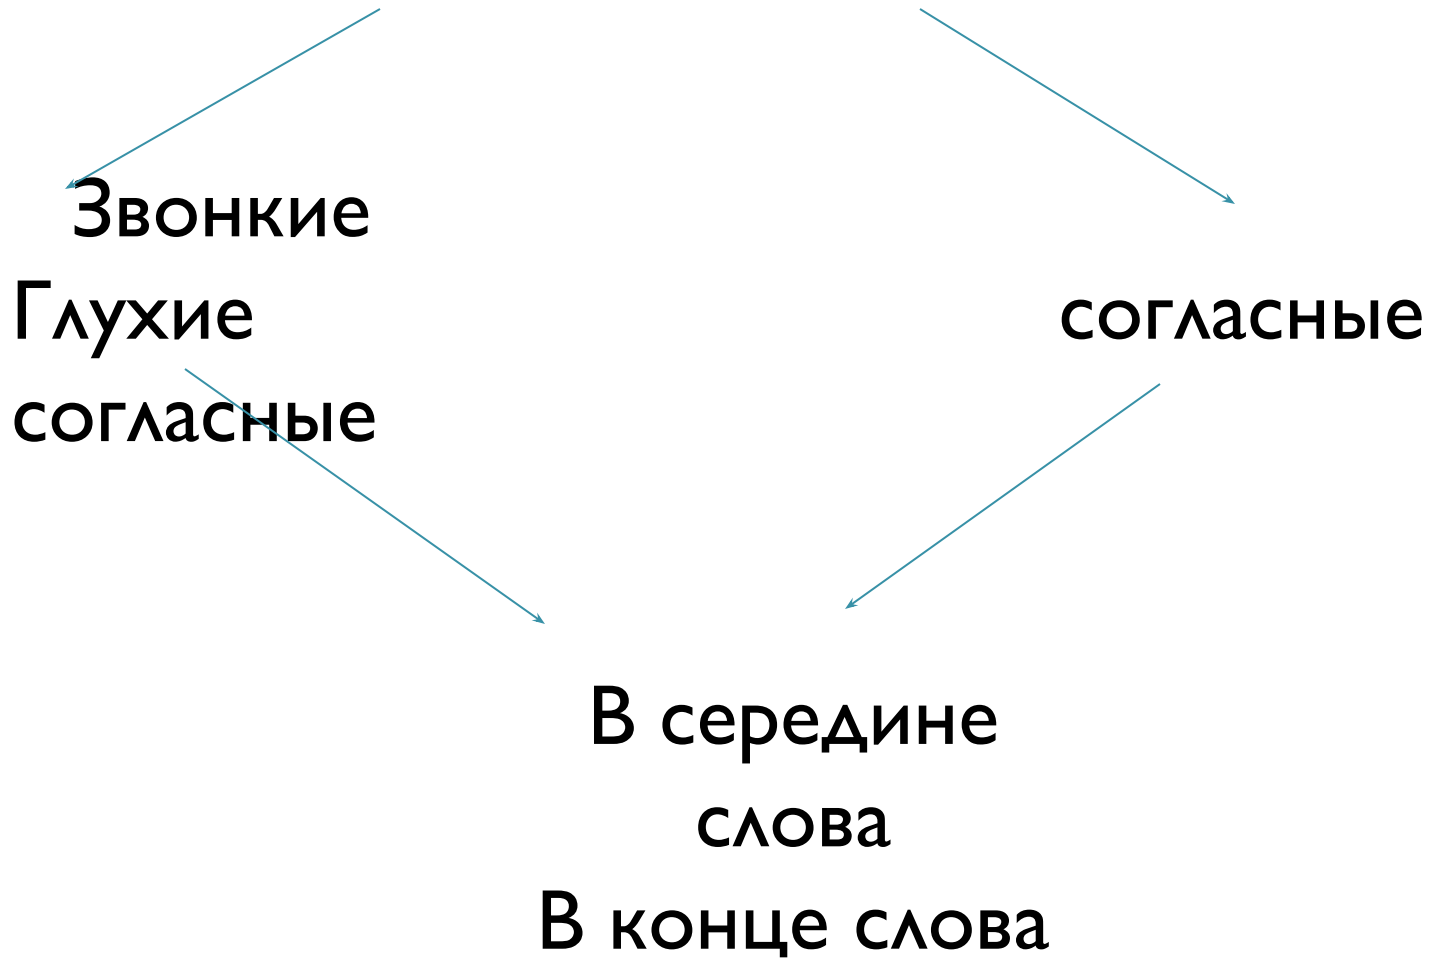 Звонкие
Глухие согласные
согласные
В середине
слова
В конце слова